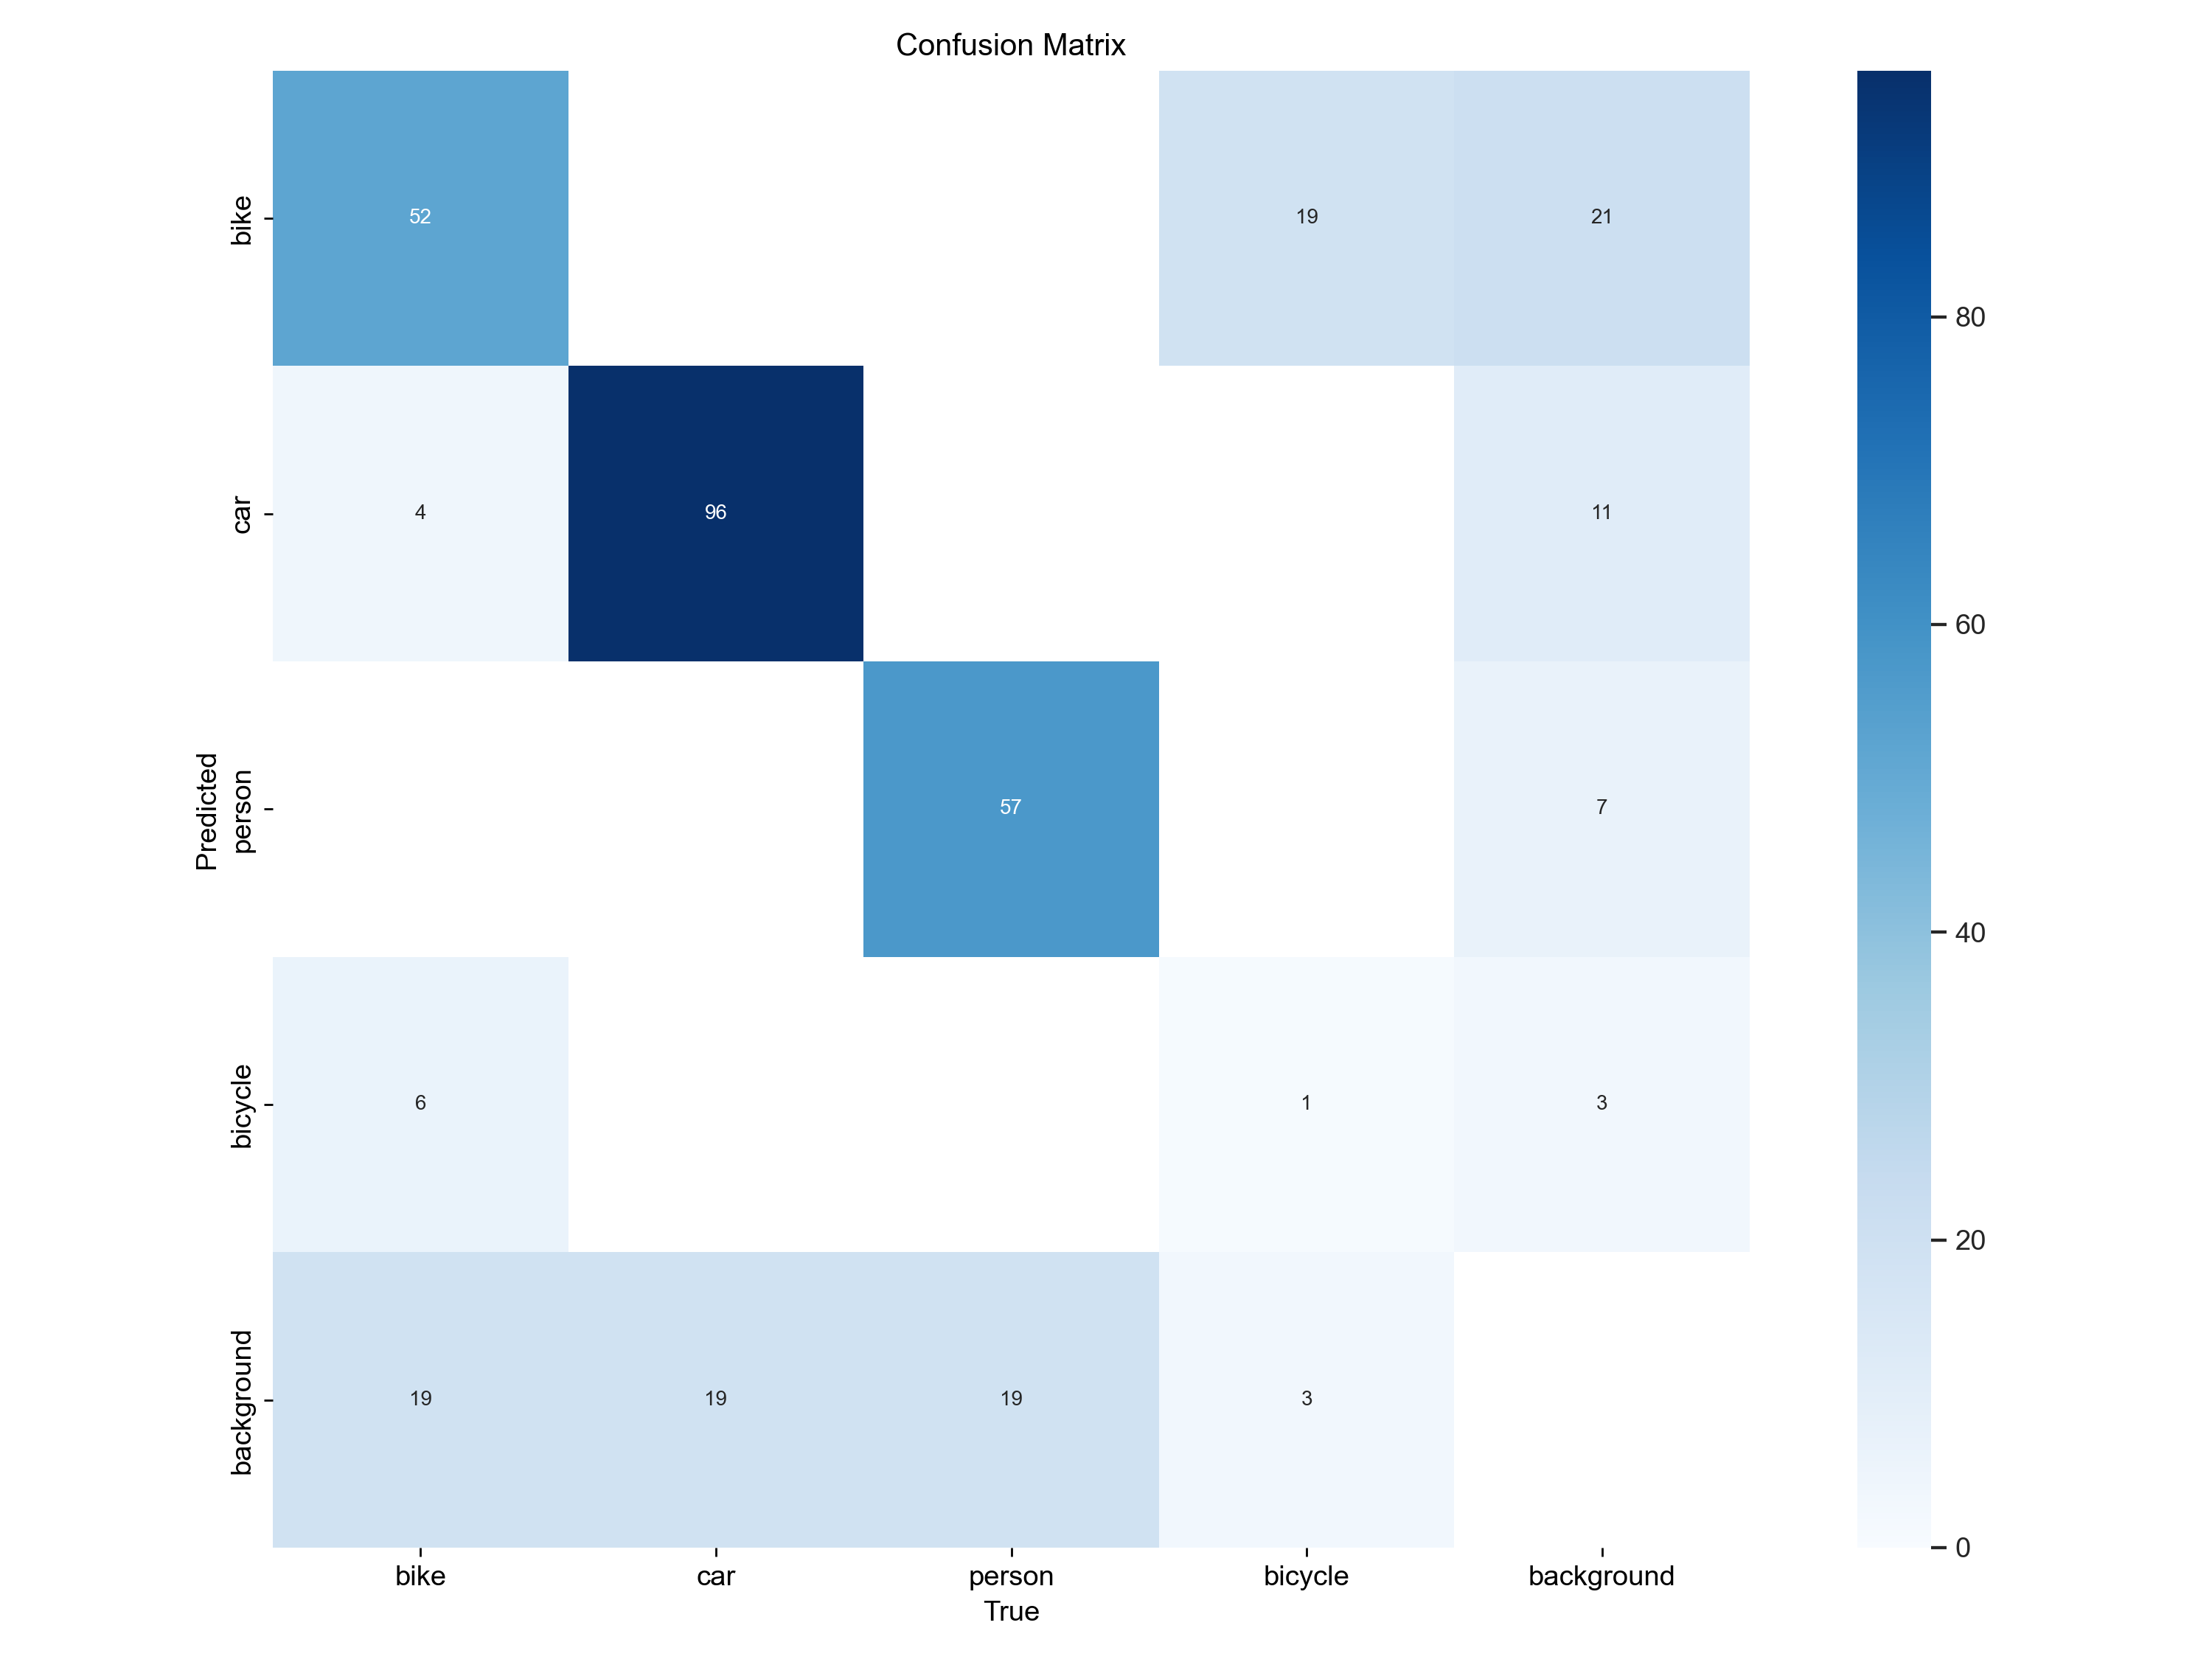 Confusion Matrix
bike
52
19
21
80
car
4
96
11
60
Predicted
person
57
7
40
bicycle
6
1
3
20
background
19
19
19
3
0
bike
car
person
bicycle
background
True